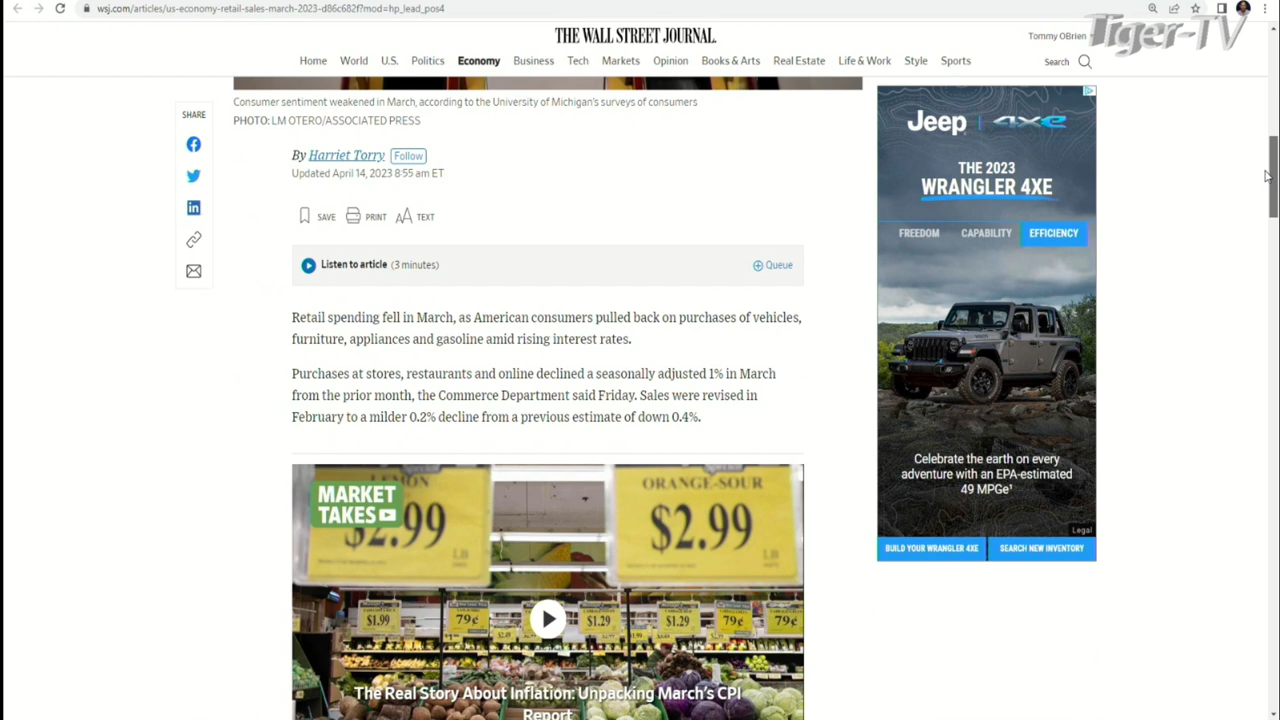 wsj.com/articles/us-economy-retail-sales-march-2023-d86c682f?mod=hp_lead_pos4
Tiger-TV
THE WALL STREET JOURNAL.
Tommy OBrien
Home World U.S. Politics Economy Business Tech Markets Opinion Books & Arts Real Estate Life & Work Style Sports
Search
Consumer sentiment weakened in March, according to the University of Michigan's surveys of consumers
PHOTO: LM OTERO/ASSOCIATED PRESS
SHARE
By Harriet Torry Follow
Updated April 14, 2023 8:55 am ET
SAVE PRINT AA TEXT
Listen to article (3 minutes)
Queue
Retail spending fell in March, as American consumers pulled back on purchases of vehicles,
furniture, appliances and gasoline amid rising interest rates.
Purchases at stores, restaurants and online declined a seasonally adjusted 1% in March
from the prior month, the Commerce Department said Friday. Sales were revised in
February to a milder 0.2% decline from a previous estimate of down 0.4%.
MARKET
TAKES
LEMON
$2.99
LB
ORANGE-SOUR
$2.99
LB
$1.99 79¢ $1.29 $1.29 79¢ 79¢
The Real Story About Inflation: Unpacking March's CPI
Report
Jeep | 4xe
THE 2023
WRANGLER 4XE
FREEDOM CAPABILITY EFFICIENCY
Celebrate the earth on every
adventure with an EPA-estimated
49 MPGe¹
Legal
BUILD YOUR WRANGLER 4XE SEARCH NEW INVENTORY